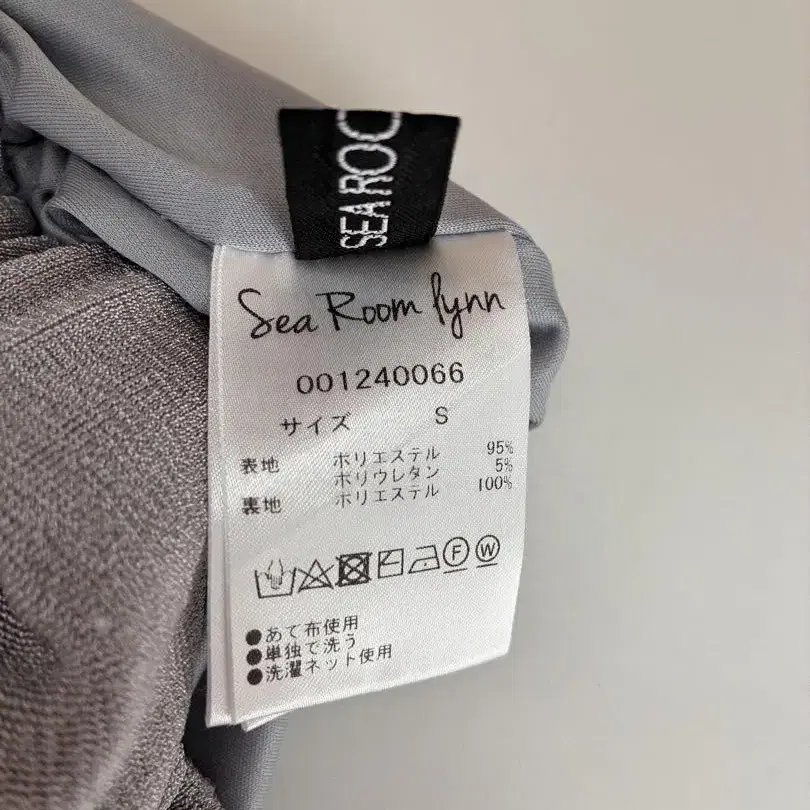 SEAROO
Sea Room lynn
001240066
サイズ S
表地 ポリエステル 95%
ポリウレタン 5%
裏地 ポリエステル 100%
F W
●あて布使用
●単独で洗う
●洗濯ネット使用